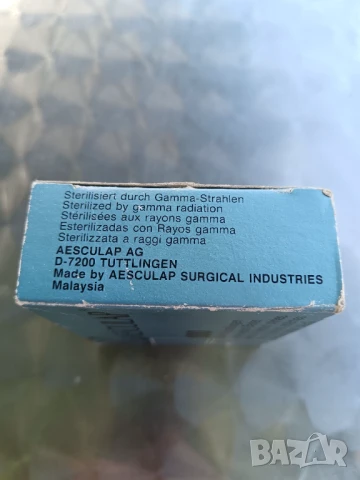 Sterilisiert durch Gamma-Strahlen
Sterilized by gamma radiation
Stérilisées aux rayons gamma
Esterilizadas con Rayos gamma
Sterilizzata a raggi gamma
AESCULAP AG
D-7200 TUTTLINGEN
Made by AESCULAP SURGICAL INDUSTRIES
Malaysia
BAZAR
bg